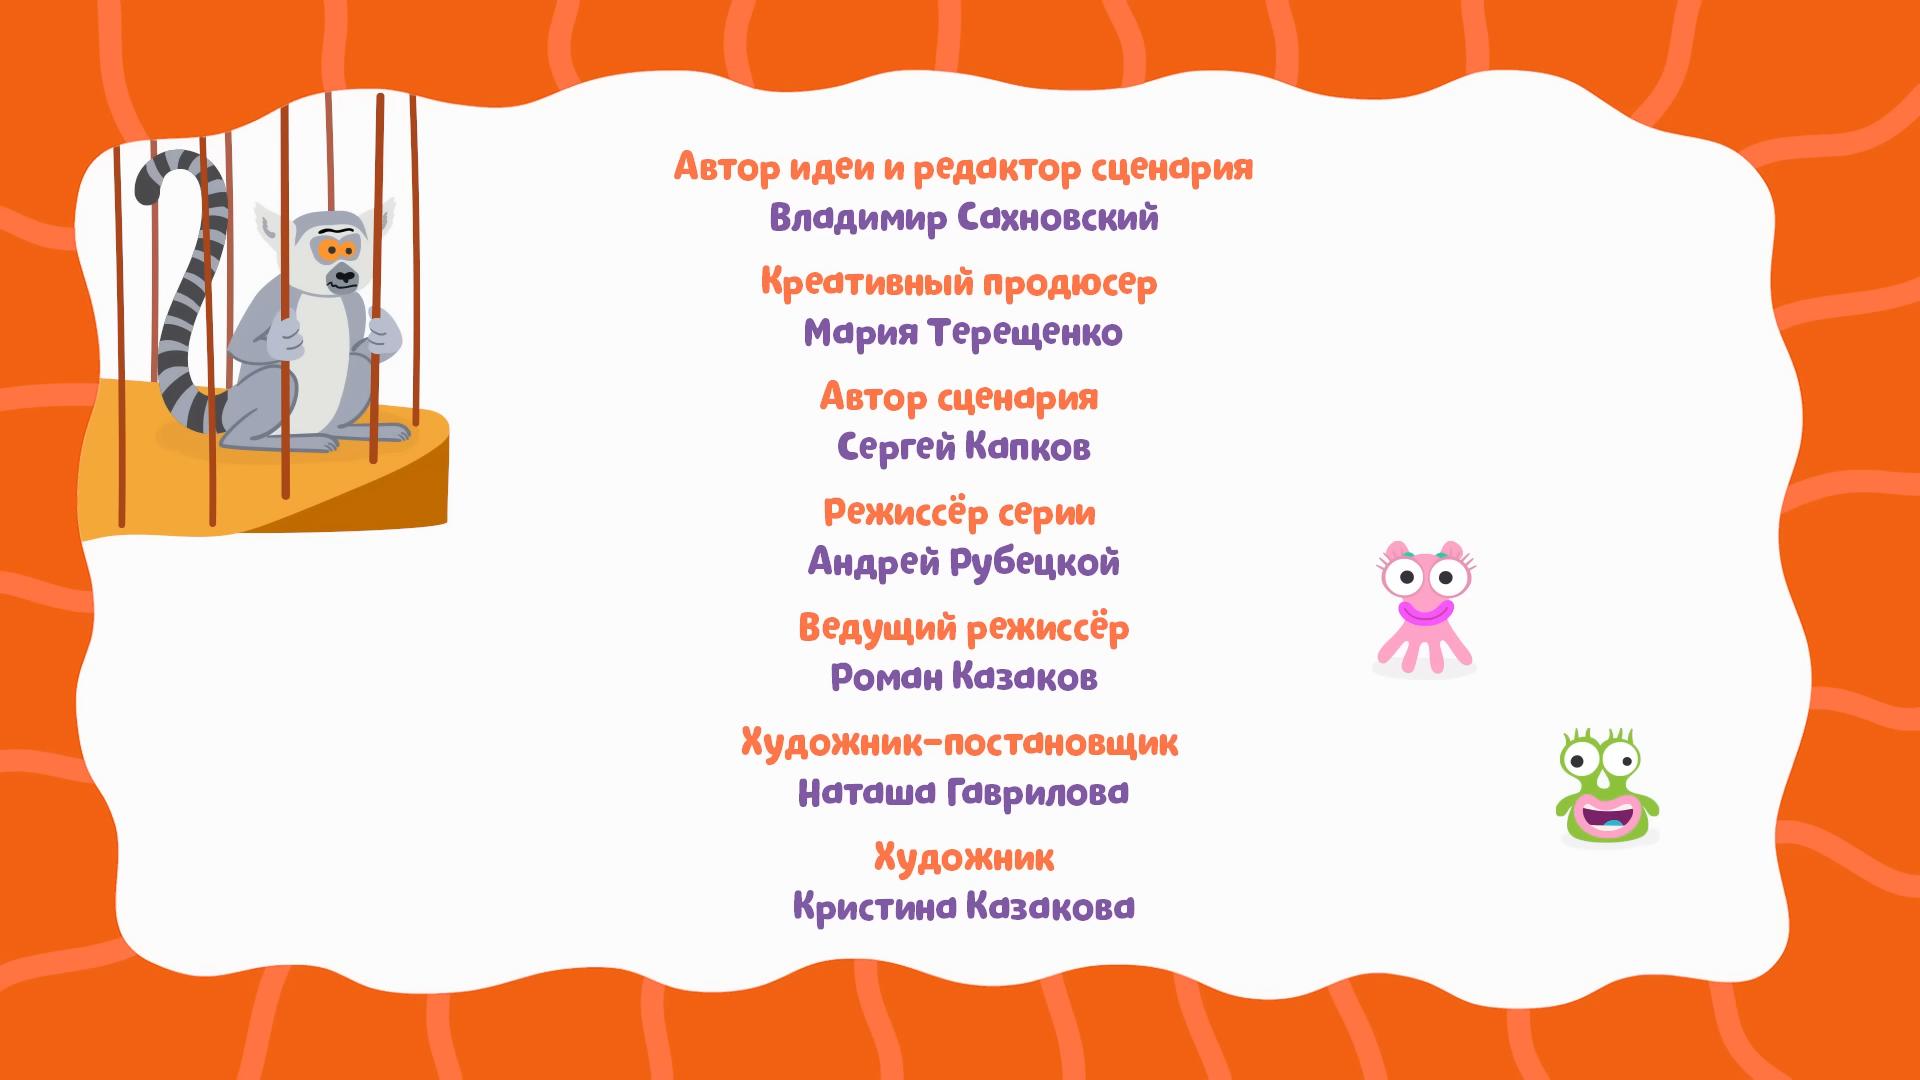 Автор идеи и редактор сценария
Владимир Сахновский
Креативный продюсер
Мария Терещенко
Автор сценария
Сергей Капков
Режиссёр серии
Андрей Рубецкой
Ведущий режиссёр
Роман Казаков
Художник-постановщик
Наташа Гаврилова
Художник
Кристина Казакова